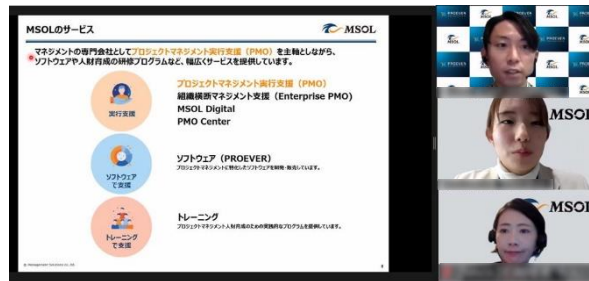 MSOLのサービス
MSOL
マネジメントの専門会社としてプロジェクトマネジメント実行支援（PMO）を主軸としながら、
ソフトウェアや人財育成の研修プログラムなど、幅広くサービスを提供しています。
実行支援
プロジェクトマネジメント実行支援（PMO）
組織横断マネジメント支援（Enterprise PMO）
MSOL Digital
PMO Center
ソフトウェア
で支援
ソフトウェア（PROEVER）
プロジェクトマネジメントに特化したソフトウェアを開発・販売しています。
トレーニング
で支援
トレーニング
プロジェクトマネジメント人財育成のための実践的なプログラムを提供しています。
4
PROEVER
MSOL
MSOL
MSOL